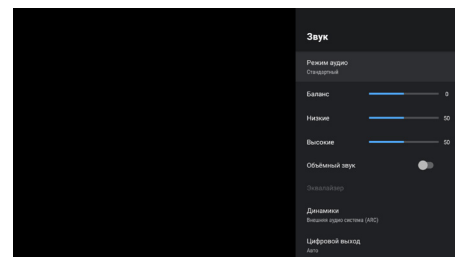 Звук
Режим аудио
Стандартный
Баланс 0
Низкие 50
Высокие 50
Объёмный звук
Эквалайзер
Динамики
Внешняя аудио система (ARC)
Цифровой выход
Авто